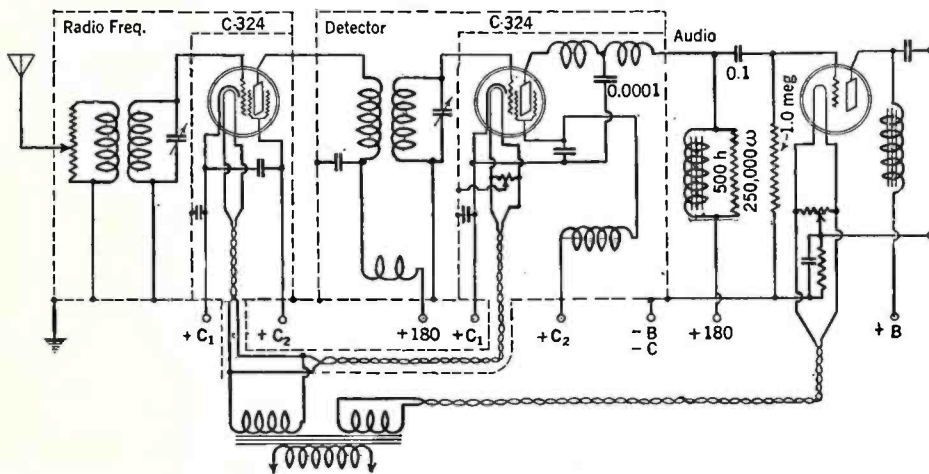 Radio Freq.
C-324
Detector
C-324
Audio
0.0001
0.1
1.0 meg
500 h
250,000ω
+ C₁
+ C₂
+180
+ C₁
+ C₂
- B
- C
+180
+ B